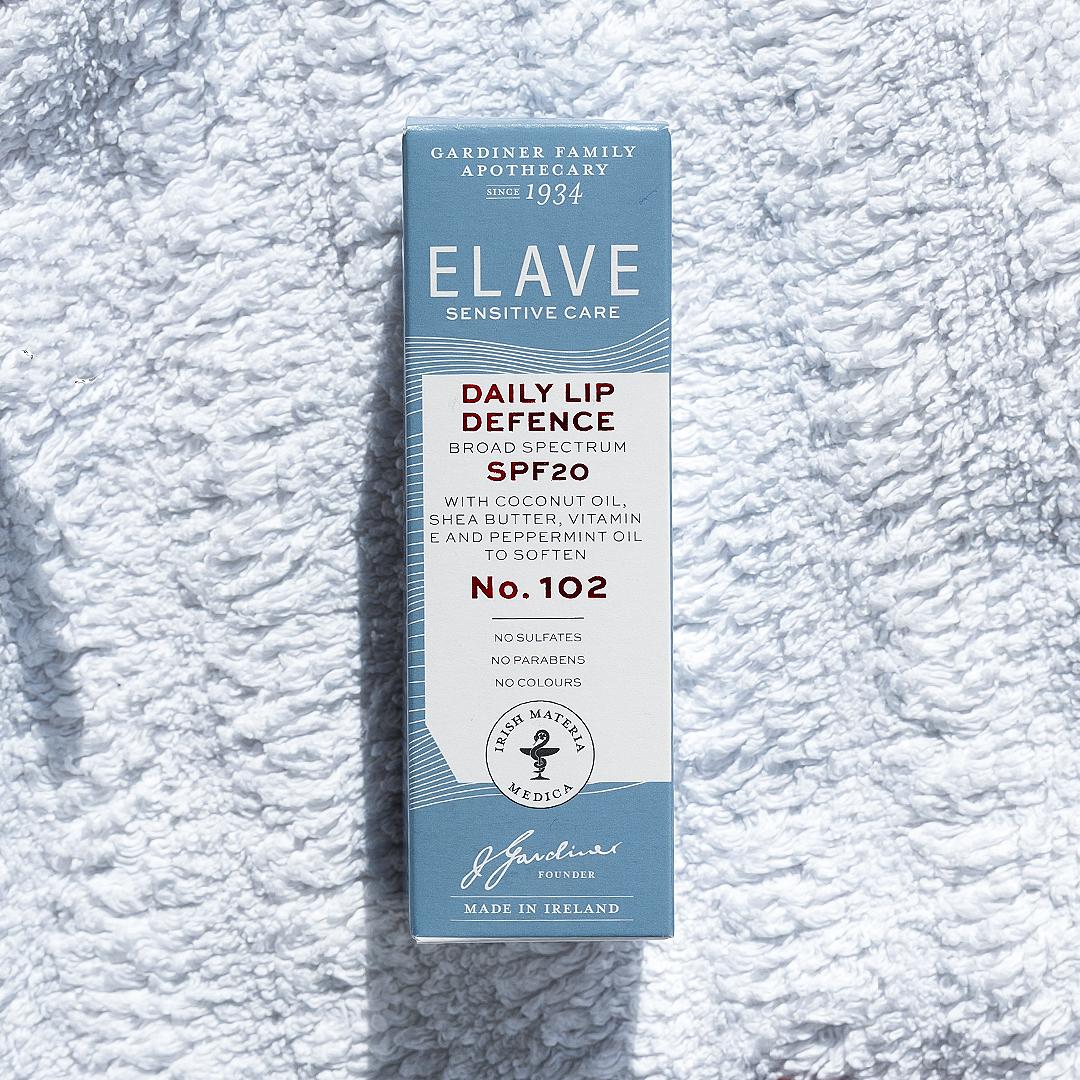 GARDINER FAMILY
APOTHECARY
SINCE 1934
ELAVE
SENSITIVE CARE
DAILY LIP
DEFENCE
BROAD SPECTRUM
SPF20
WITH COCONUT OIL,
SHEA BUTTER, VITAMIN
E AND PEPPERMINT OIL
TO SOFTEN
No. 102
NO SULFATES
NO PARABENS
NO COLOURS
IRISH MATERIA
MEDICA
J Gardiner
FOUNDER
MADE IN IRELAND